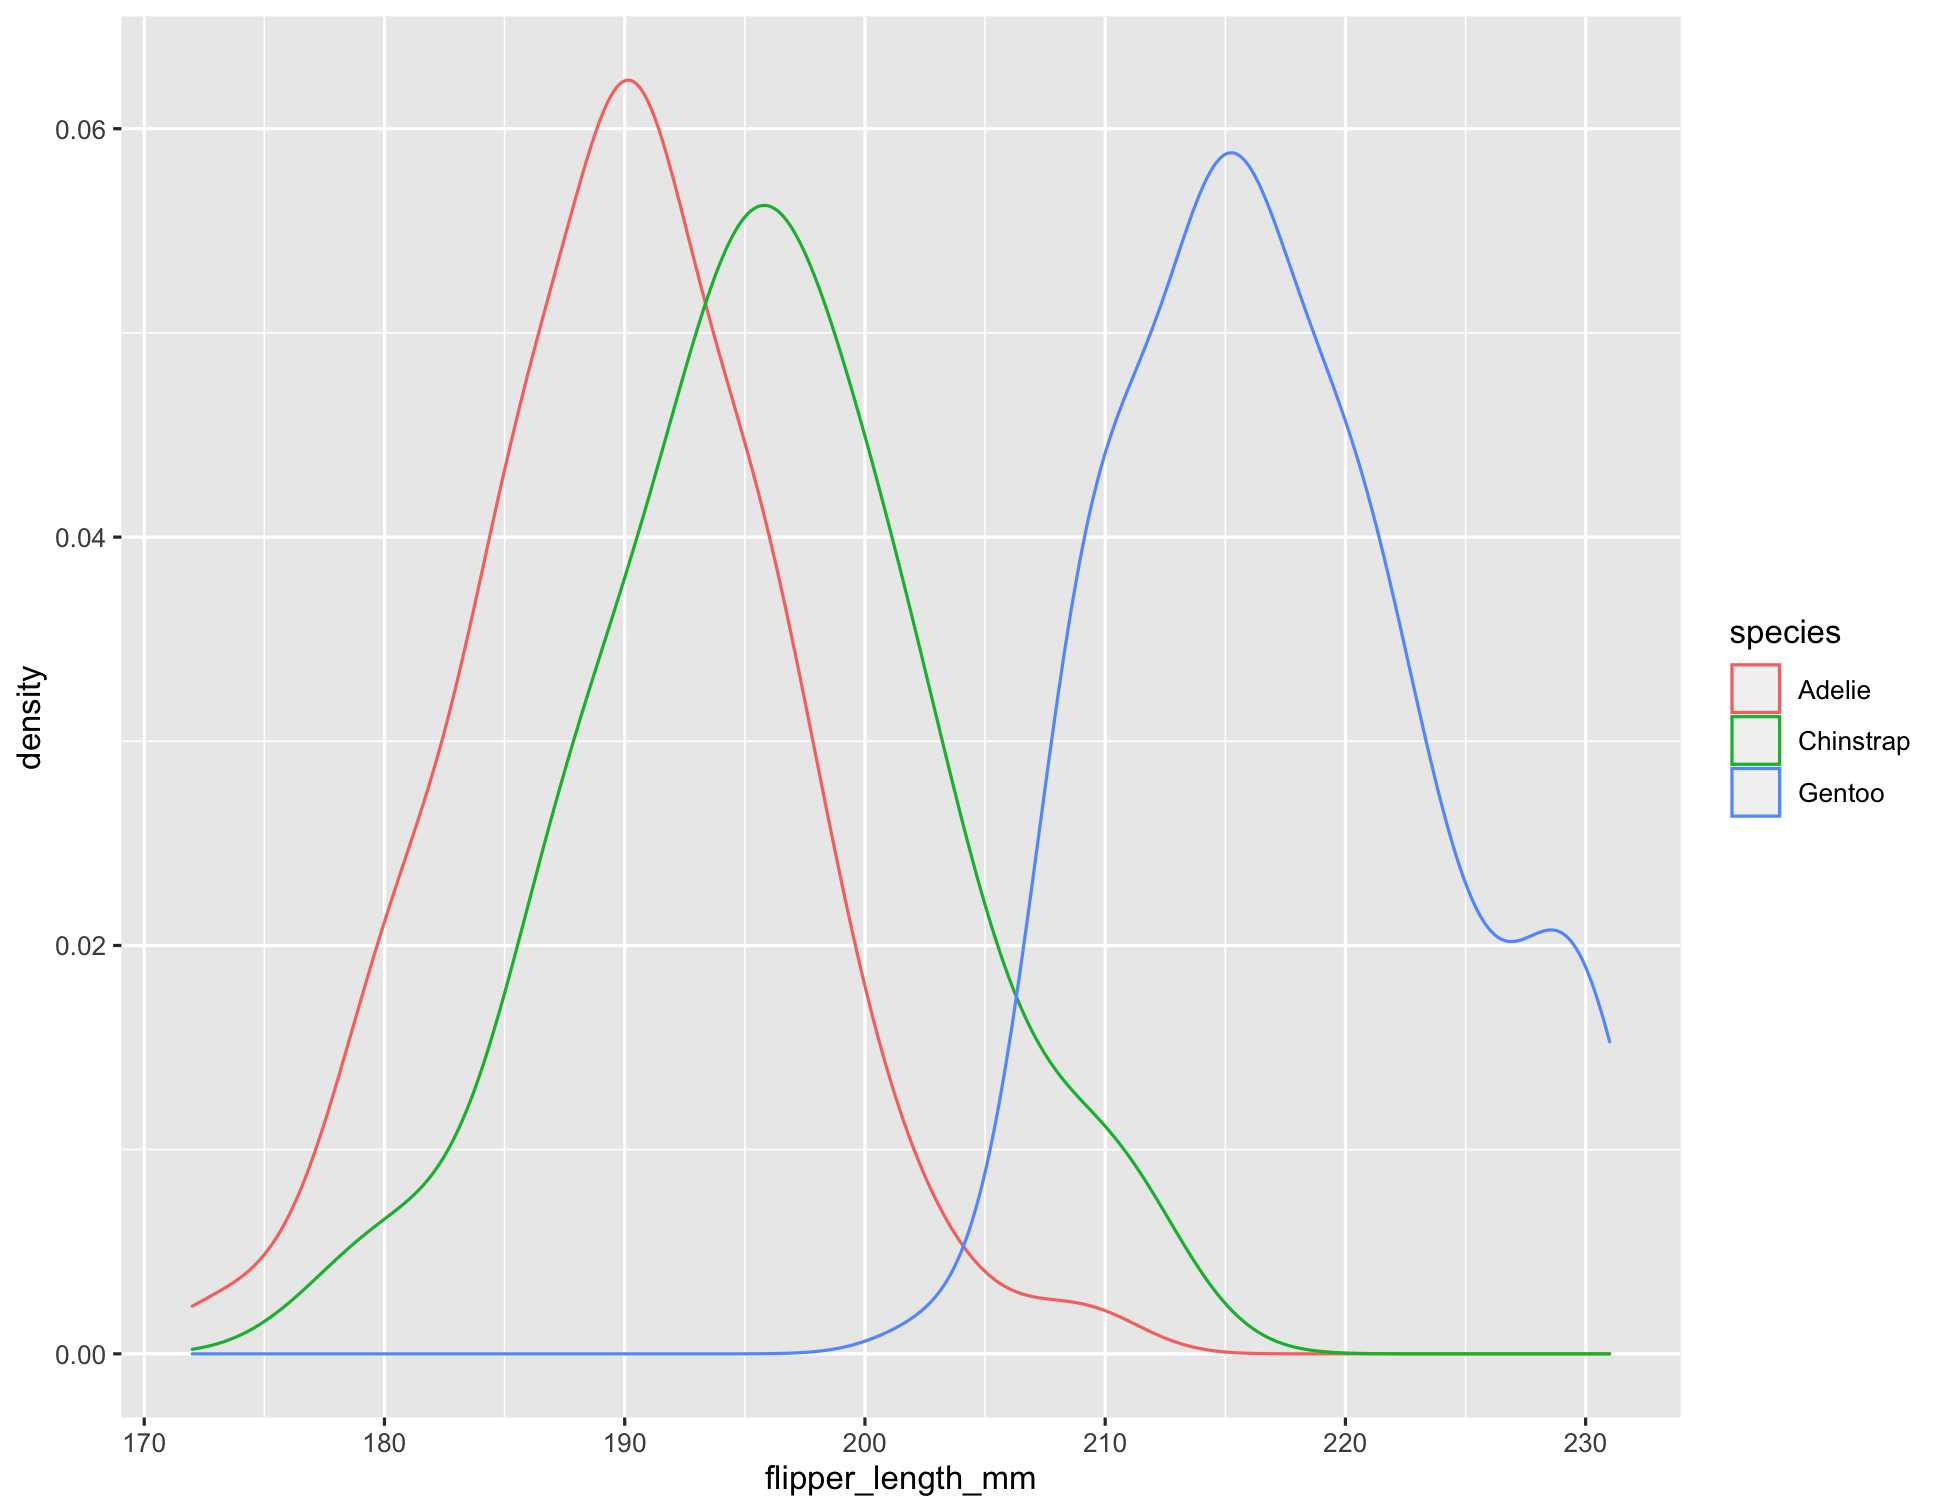 0.06
0.04
0.02
0.00
density
170 180 190 200 210 220 230
flipper_length_mm
species
Adelie
Chinstrap
Gentoo